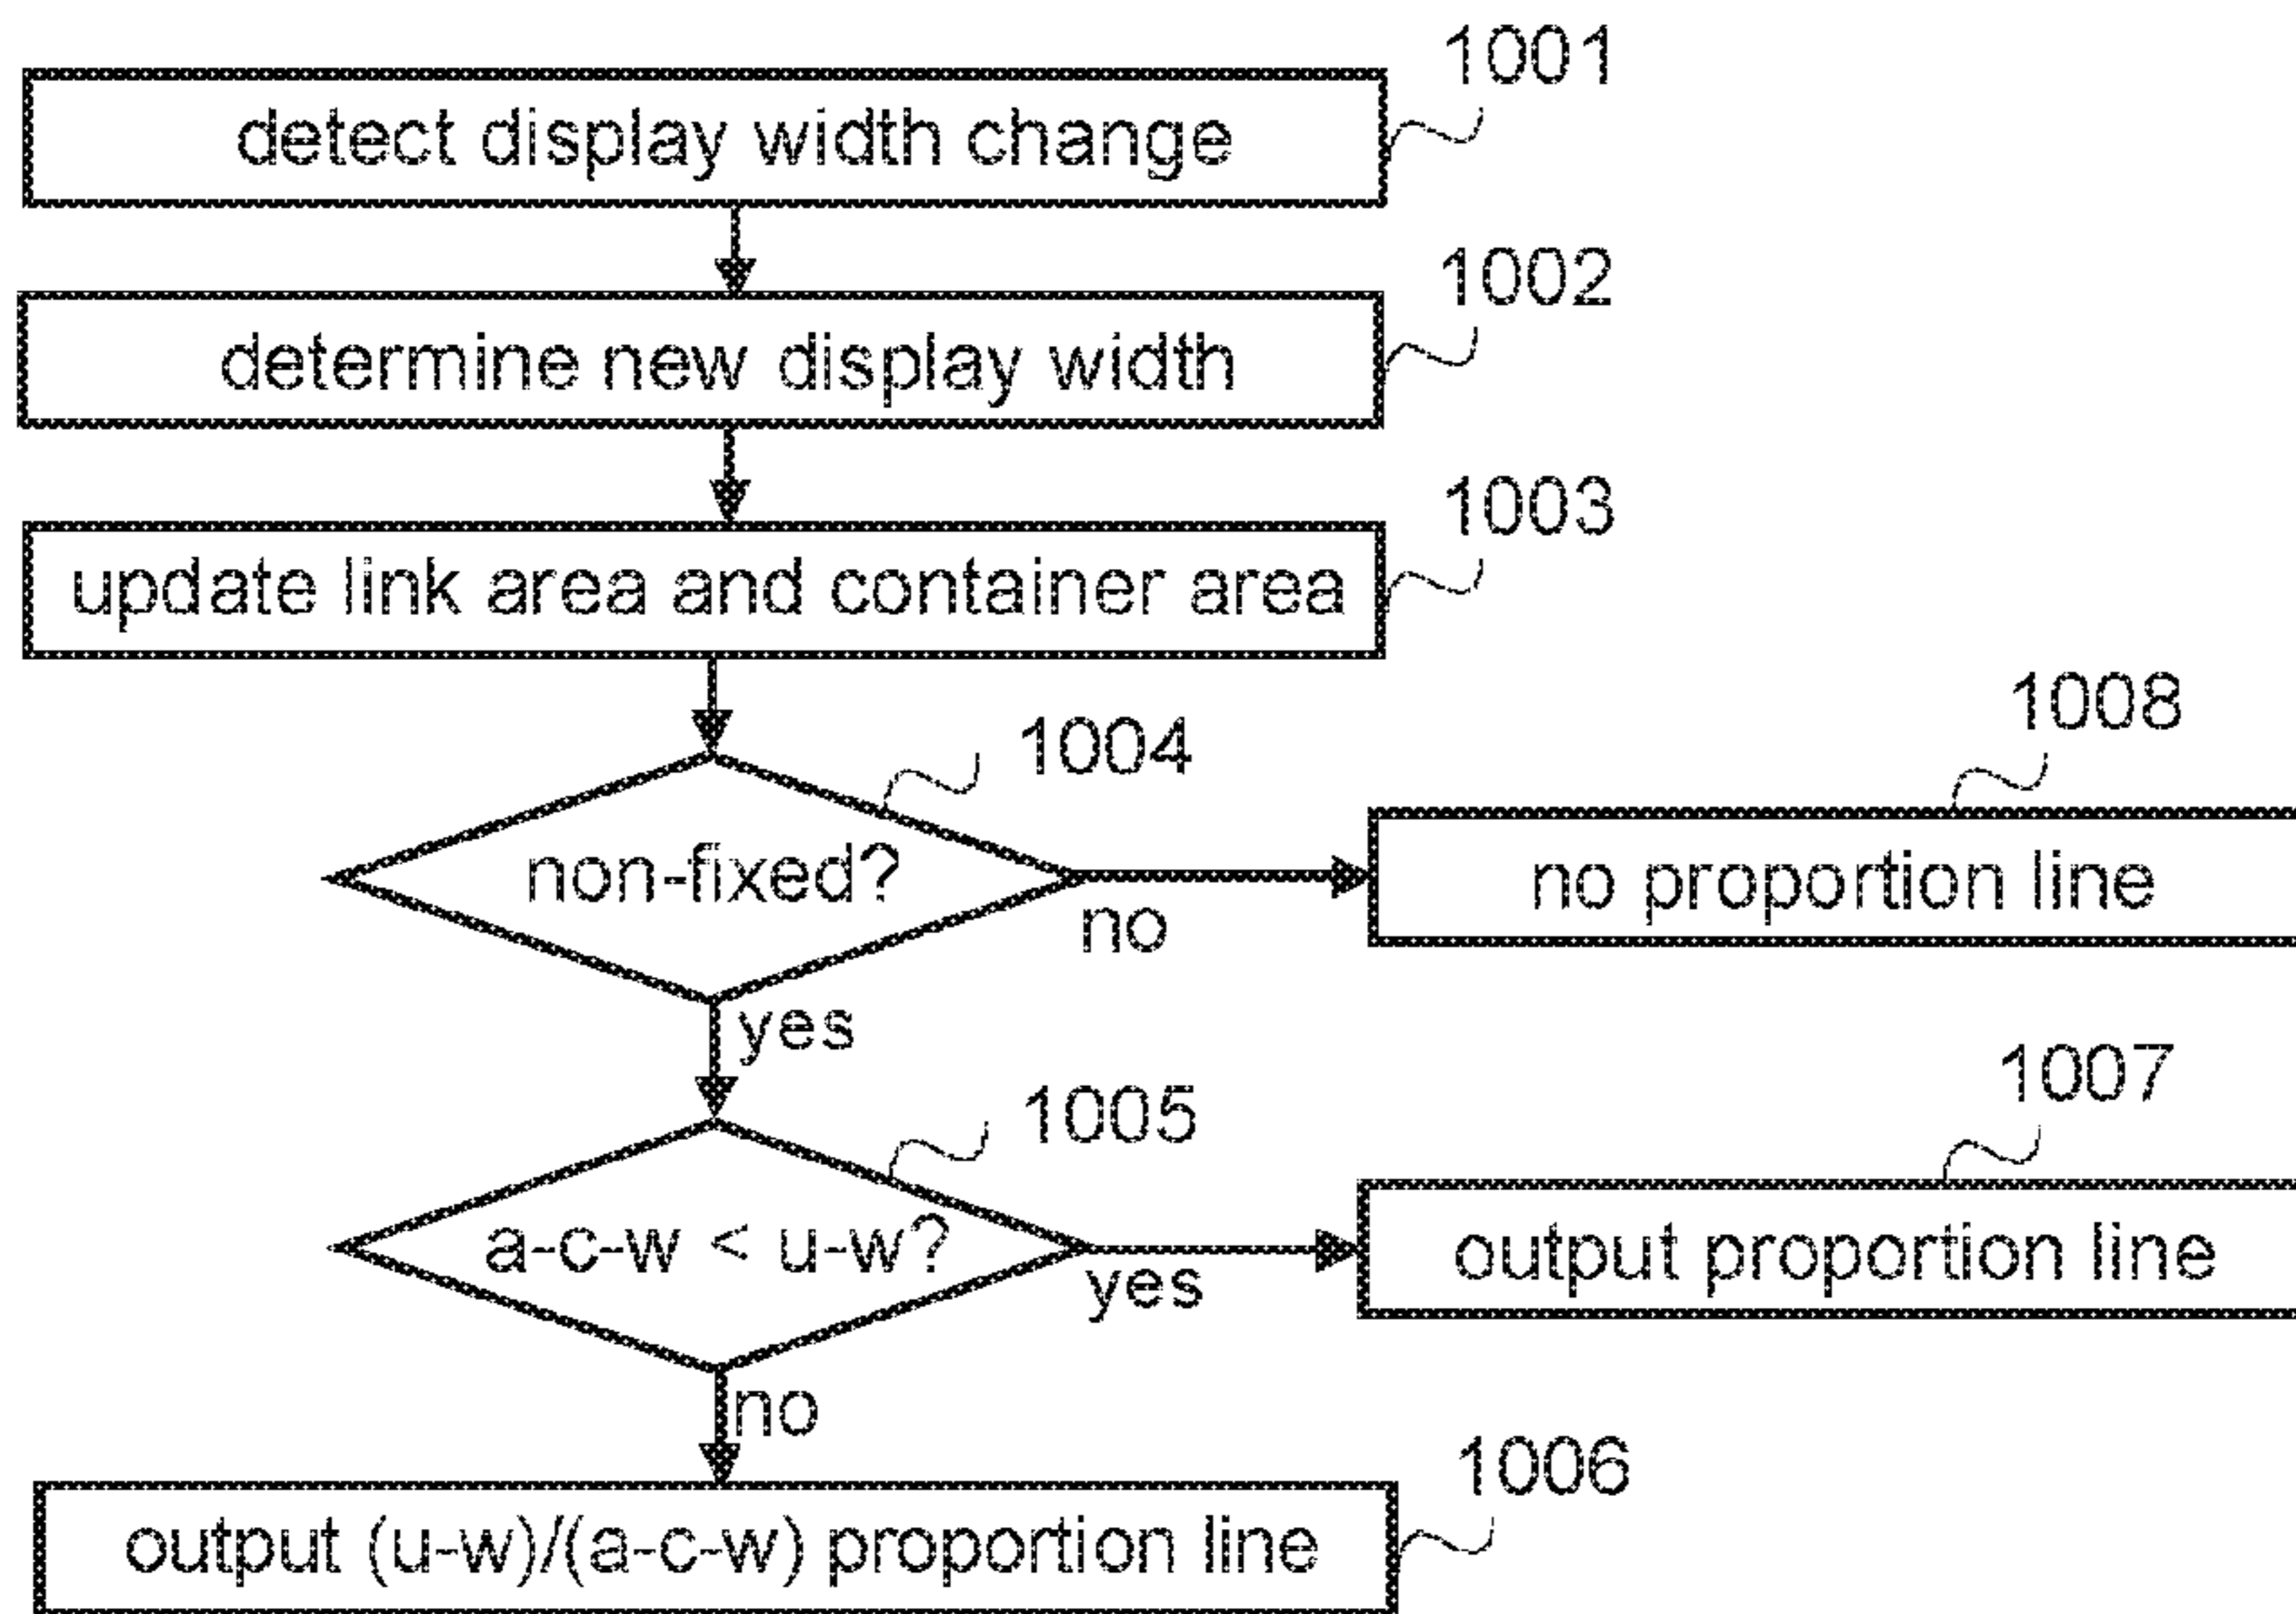 1001
detect display width change
1002
determine new display width
1003
update link area and container area
1004
non-fixed?
no
1008
no proportion line
yes
1005
a-c-w < u-w?
yes
1007
output proportion line
no
1006
output (u-w)/(a-c-w) proportion line